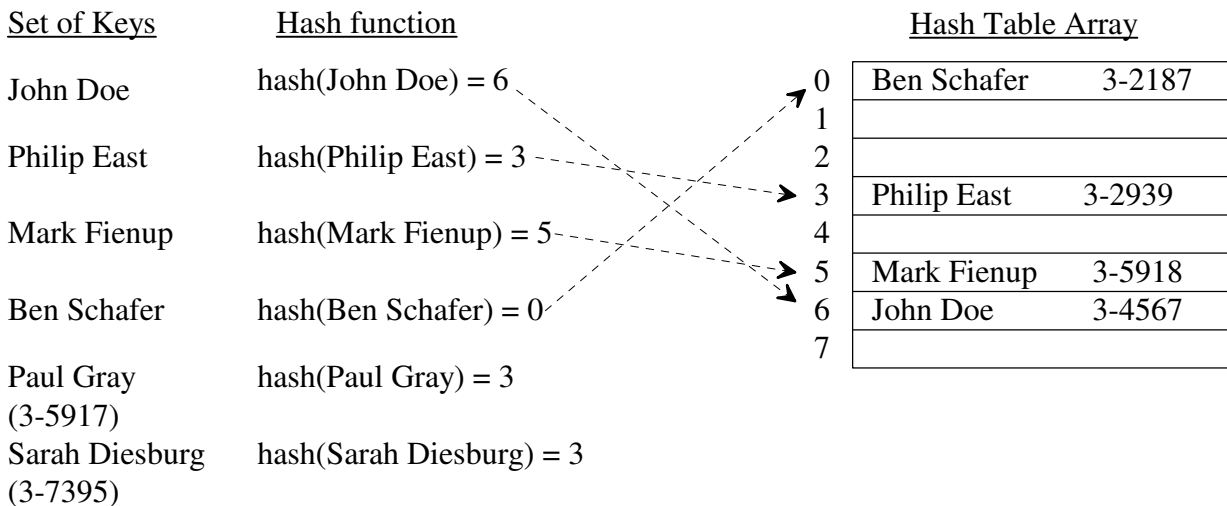 Set of Keys Hash function Hash Table Array
John Doe hash(John Doe) = 6 0 Ben Schafer 3-2187
1
Philip East hash(Philip East) = 3 2
3 Philip East 3-2939
Mark Fienup hash(Mark Fienup) = 5 4
5 Mark Fienup 3-5918
Ben Schafer hash(Ben Schafer) = 0 6 John Doe 3-4567
7
Paul Gray hash(Paul Gray) = 3
(3-5917)
Sarah Diesburg hash(Sarah Diesburg) = 3
(3-7395)